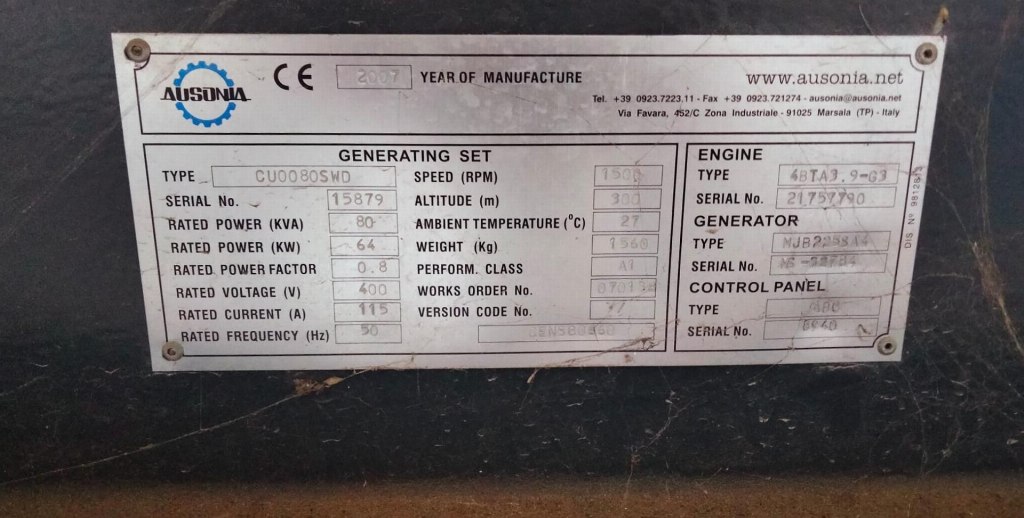 AUSONIA
CE 2007 YEAR OF MANUFACTURE
www.ausonia.net
Tel. +39 0923.7223.11 - Fax +39 0923.721274 - ausonia@ausonia.net
Via Favara, 452/C Zona Industriale - 91025 Marsala (TP) - Italy
GENERATING SET
TYPE CU0080SWD
SERIAL No. 15879
RATED POWER (KVA) 80
RATED POWER (KW) 64
RATED POWER FACTOR 0.8
RATED VOLTAGE (V) 400
RATED CURRENT (A) 115
RATED FREQUENCY (Hz) 50
SPEED (RPM) 1500
ALTITUDE (m) 300
AMBIENT TEMPERATURE (°C) 27
WEIGHT (Kg) 1560
PERFORM. CLASS A1
WORKS ORDER No.
VERSION CODE No. //
ENGINE
TYPE 4BTA3.9-G3
SERIAL No. 21757790
GENERATOR
TYPE
SERIAL No.
CONTROL PANEL
TYPE
SERIAL No.
DIS Nº 9812813